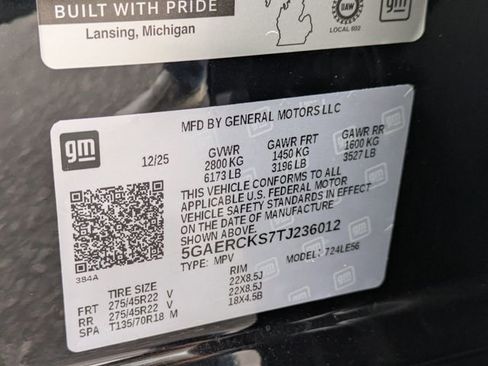 BUILT WITH PRIDE
Lansing, Michigan
UAW
LOCAL 602
gm
MFD BY GENERAL MOTORS LLC
gm
12/25
GVWR GAWR FRT GAWR RR
2800 KG 1450 KG 1600 KG
6173 LB 3196 LB 3527 LB
THIS VEHICLE CONFORMS TO ALL
APPLICABLE U.S. FEDERAL MOTOR
VEHICLE SAFETY STANDARDS IN EFFECT
ON THE DATE OF MANUFACTURE
SHOWN ABOVE.
5GAERCKS7TJ236012
TYPE: MPV MODEL: 724LE56
384A
TIRE SIZE RIM
FRT 275/45R22 V 22X8.5J
RR 275/45R22 V 22X8.5J
SPA T135/70R18 M 18X4.5B